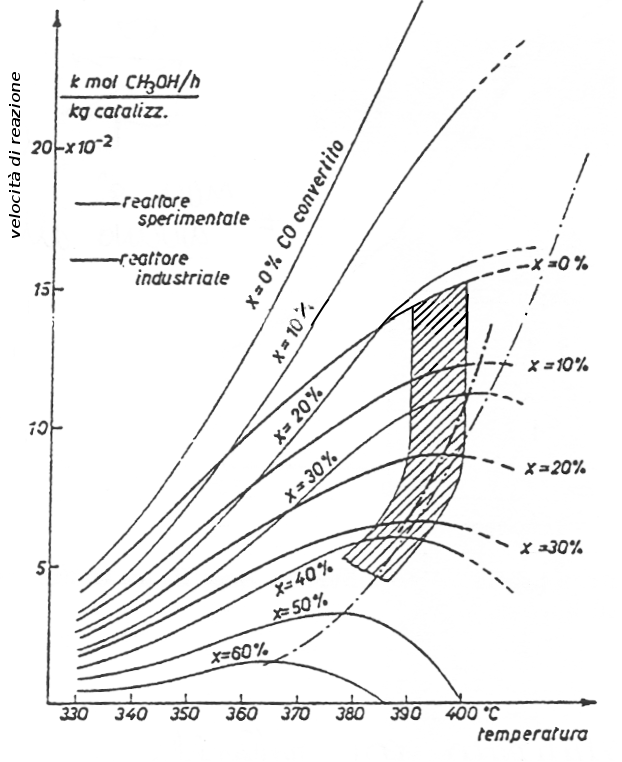 velocità di reazione
k mol CH3OH/h
kg catalizz.
20 x10-2
reattore
sperimentale
reattore
industriale
x=0% CO convertito
x=10%
x=20%
x=30%
x=40%
x=50%
x=60%
x=0%
x=10%
x=20%
x=30%
15
10
5
330 340 350 360 370 380 390 400 °C
temperatura